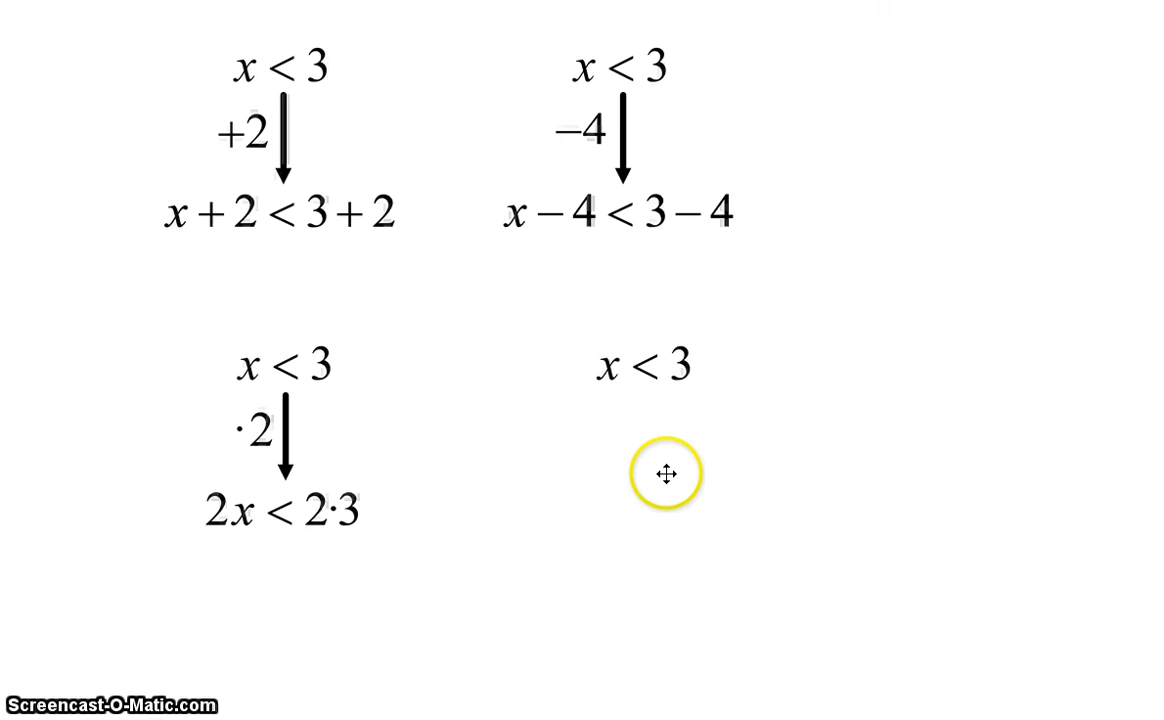 x < 3
+2
x + 2 < 3 + 2
x < 3
−4
x − 4 < 3 − 4
x < 3
·2
2x < 2·3
x < 3
Screencast-O-Matic.com